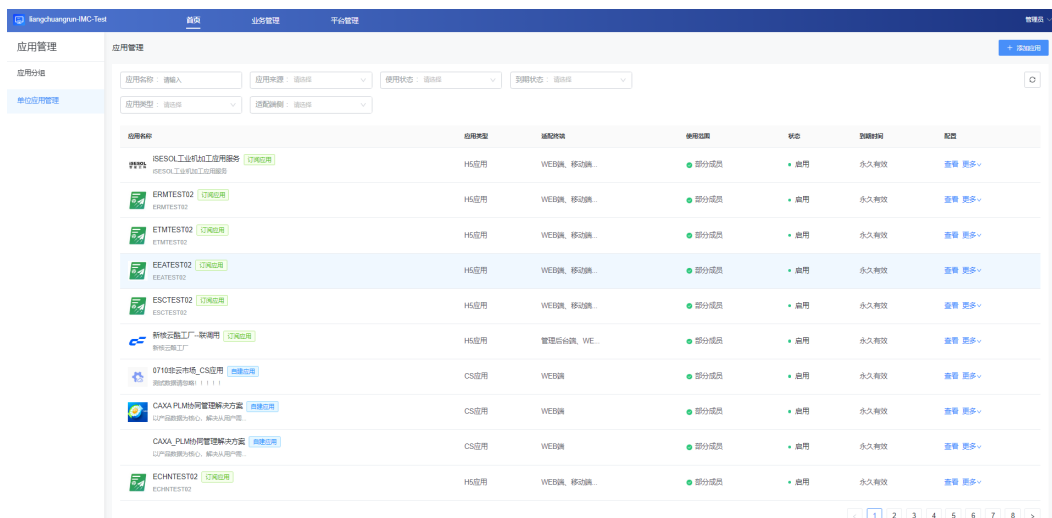 liangchuangrun-IMC-Test 首页 业务管理 平台管理 管理员
应用管理
应用分组
单位应用管理
应用管理 + 添加应用
应用名称： 请输入 应用来源： 请选择 使用状态： 请选择 到期状态： 请选择
应用类型： 请选择 适配端侧： 请选择
应用名称 应用类型 适配终端 使用范围 状态 到期时间 配置
iSESOL工业机加工应用服务 订阅应用 H5应用 WEB端、移动端... 部分成员 启用 永久有效 查看 更多
iSESOL工业机加工应用服务
ERMTEST02 订阅应用 H5应用 WEB端、移动端... 部分成员 启用 永久有效 查看 更多
ERMTEST02
ETMTEST02 订阅应用 H5应用 WEB端、移动端... 部分成员 启用 永久有效 查看 更多
ETMTEST02
EEATEST02 订阅应用 H5应用 WEB端、移动端... 部分成员 启用 永久有效 查看 更多
EEATEST02
ESCTEST02 订阅应用 H5应用 WEB端、移动端... 部分成员 启用 永久有效 查看 更多
ESCTEST02
新核云酷工厂--联调用 订阅应用 H5应用 管理后台端、WE... 部分成员 启用 永久有效 查看 更多
新核云酷工厂
0710非云市场_CS应用 自建应用 CS应用 WEB端 部分成员 启用 永久有效 查看 更多
测试数据请忽略！！！！！
CAXA PLM协同管理解决方案 自建应用 CS应用 WEB端 部分成员 启用 永久有效 查看 更多
以产品数据为核心，解决从用户需...
CAXA_PLM协同管理解决方案 自建应用 CS应用 WEB端 部分成员 启用 永久有效 查看 更多
以产品数据为核心，解决从用户需...
ECHNTEST02 订阅应用 H5应用 WEB端、移动端... 部分成员 启用 永久有效 查看 更多
ECHNTEST02
< 1 2 3 4 5 6 7 8 >